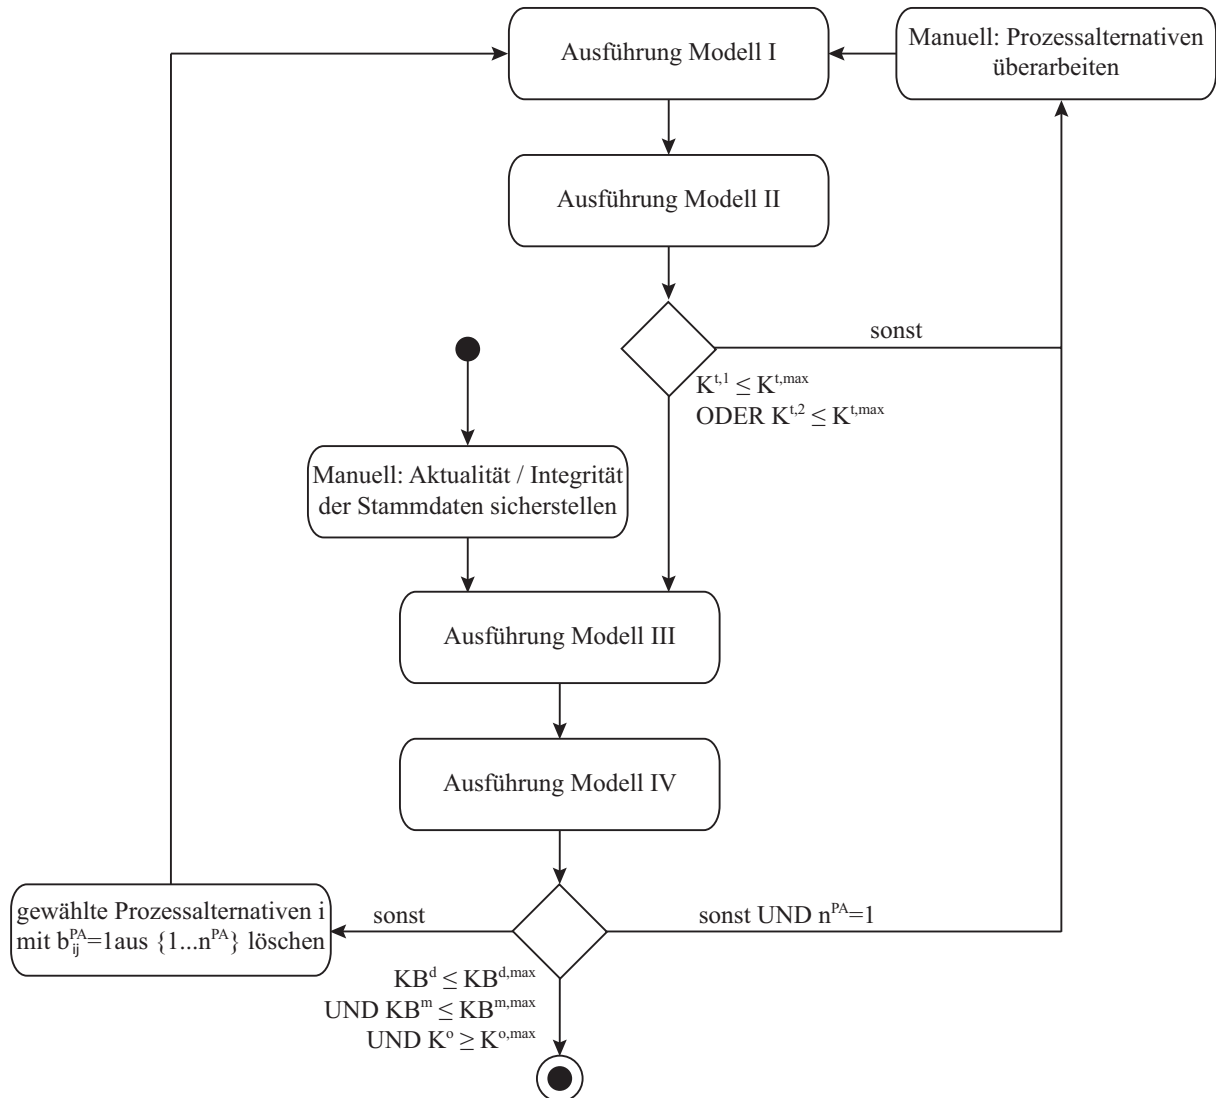 Ausführung Modell I
Manuell: Prozessalternativen
überarbeiten
Ausführung Modell II
sonst
K^t,1 ≤ K^t,max
ODER K^t,2 ≤ K^t,max
Manuell: Aktualität / Integrität
der Stammdaten sicherstellen
Ausführung Modell III
Ausführung Modell IV
gewählte Prozessalternativen i
mit b_ij^PA=1aus {1...n^PA} löschen
sonst
sonst UND n^PA=1
KB^d ≤ KB^d,max
UND KB^m ≤ KB^m,max
UND K^o ≥ K^o,max